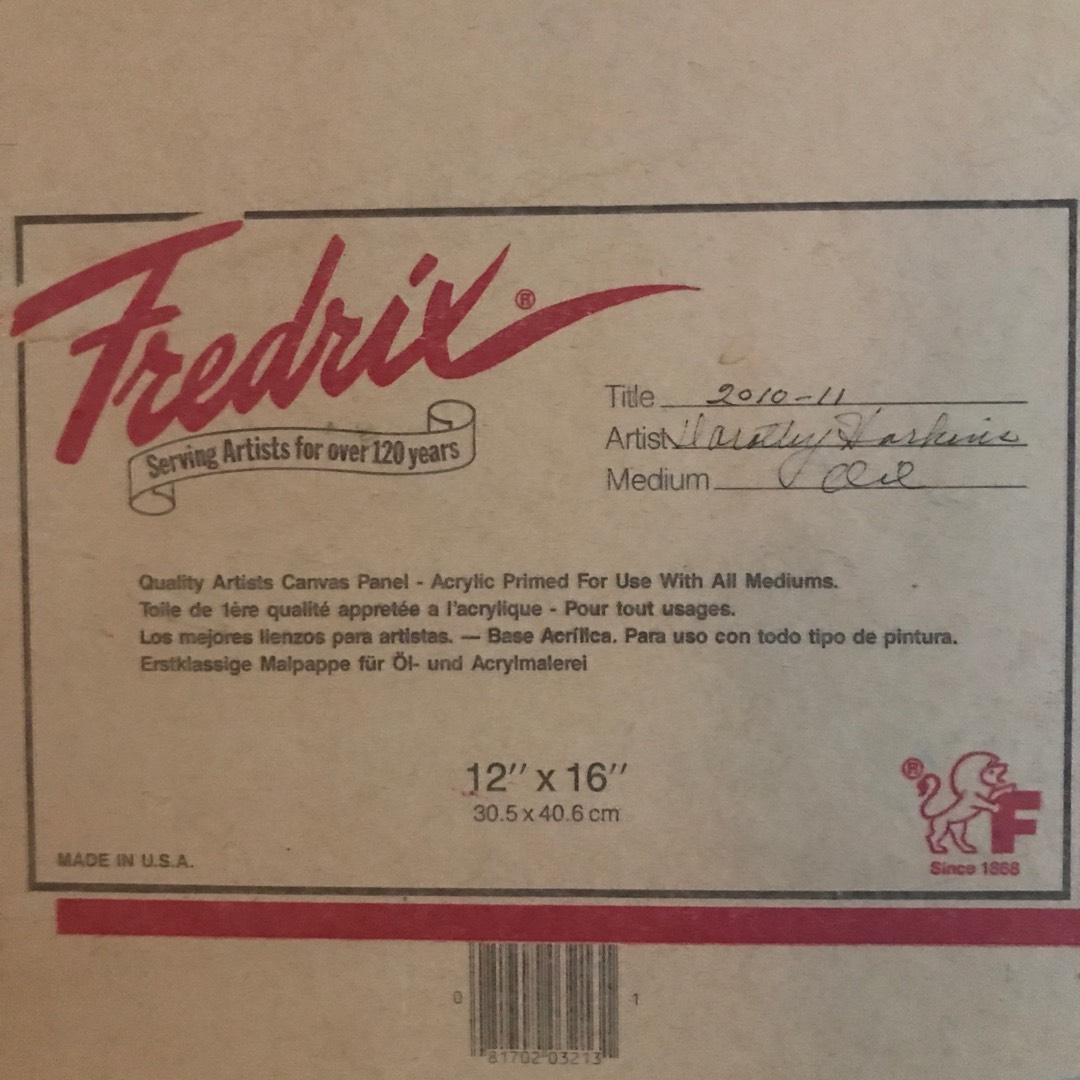 Fredrix ®
Serving Artists for over 120 years
Title 2010-11
Artist Dorothy Harkins
Medium Oil
Quality Artists Canvas Panel - Acrylic Primed For Use With All Mediums.
Toile de 1ère qualité appretée a l'acrylique - Pour tout usages.
Los mejores lienzos para artistas. — Base Acrílica. Para uso con todo tipo de pintura.
Erstklassige Malpappe für Öl- und Acrylmalerei
12" x 16"
30.5 x 40.6 cm
® F
Since 1868
MADE IN U.S.A.
0 81702 03213 1